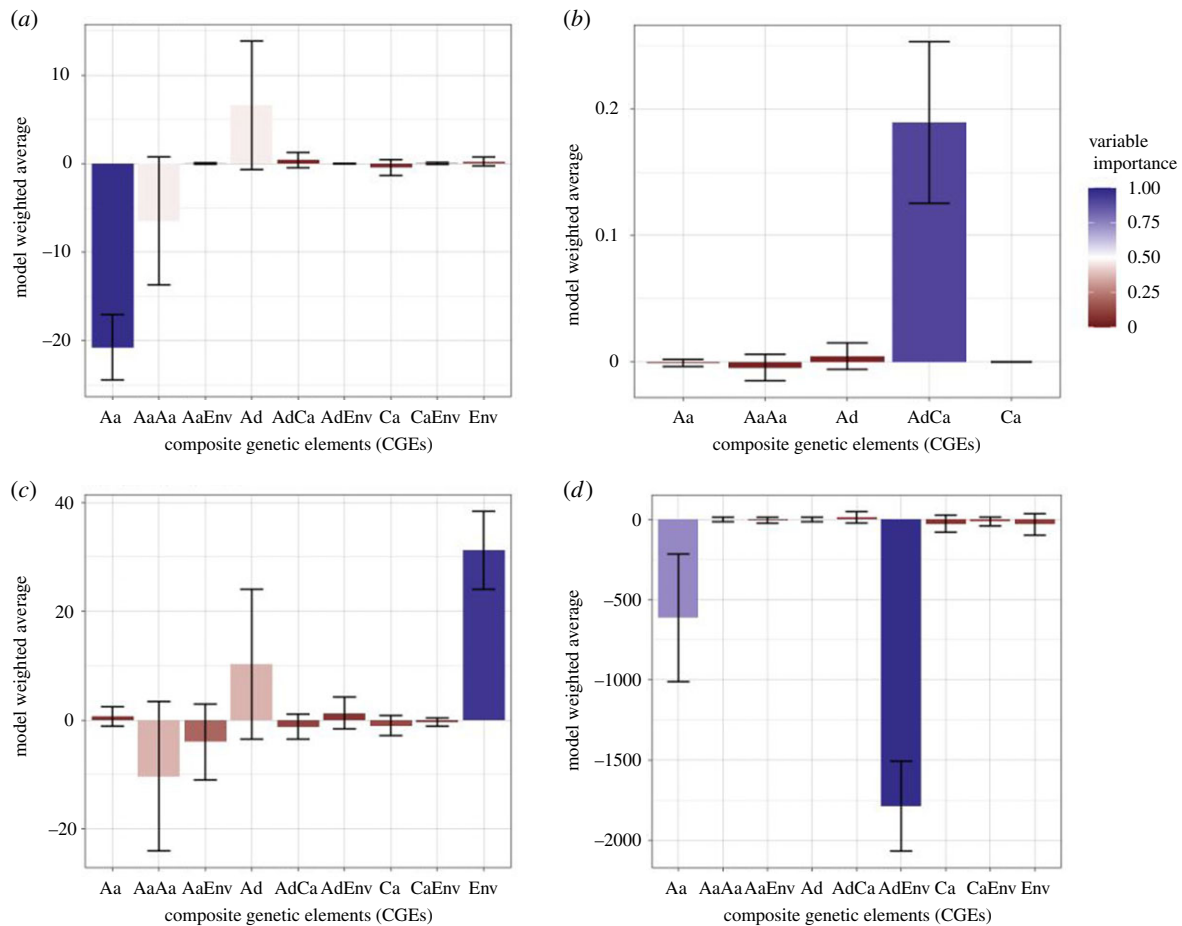 (a)
model weighted average
10
0
−10
−20
Aa AaAa AaEnv Ad AdCa AdEnv Ca CaEnv Env
composite genetic elements (CGEs)
(b)
model weighted average
0.2
0.1
0
Aa AaAa Ad AdCa Ca
composite genetic elements (CGEs)
variable
importance
1.00
0.75
0.50
0.25
0
(c)
model weighted average
40
20
0
−20
Aa AaAa AaEnv Ad AdCa AdEnv Ca CaEnv Env
composite genetic elements (CGEs)
(d)
model weighted average
0
−500
−1000
−1500
−2000
Aa AaAa AaEnv Ad AdCa AdEnv Ca CaEnv Env
composite genetic elements (CGEs)